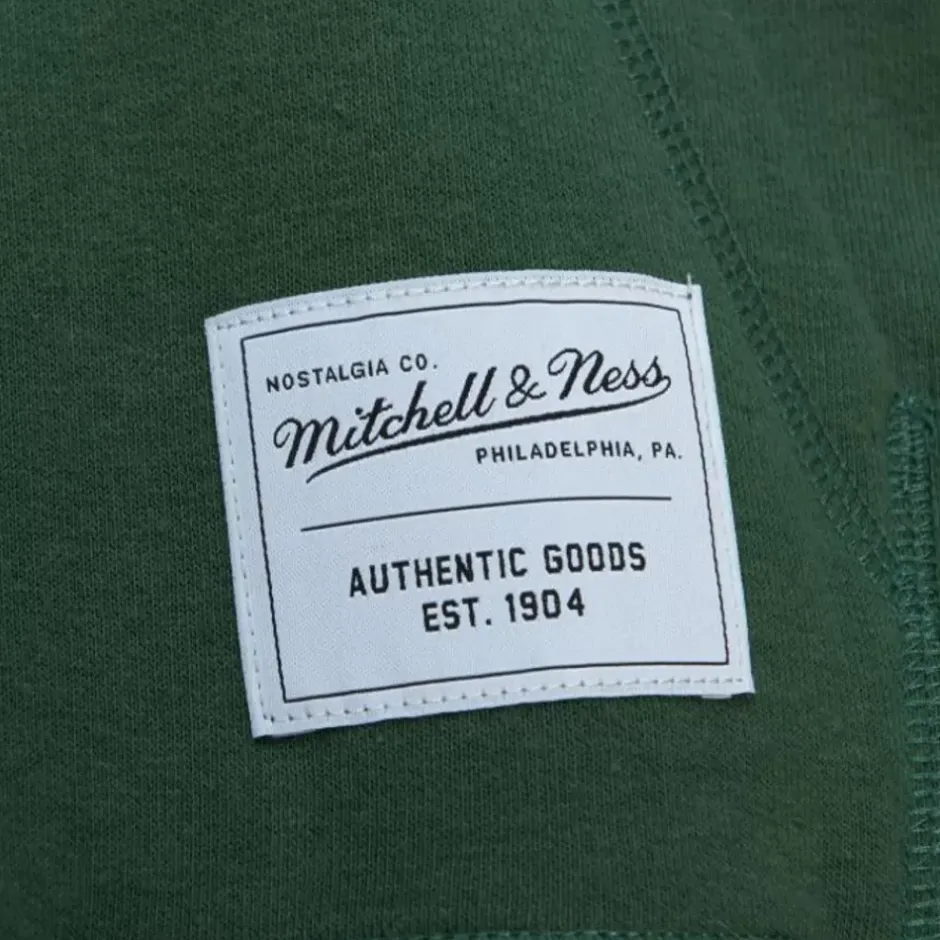 NOSTALGIA CO.
Mitchell & Ness
PHILADELPHIA, PA.
AUTHENTIC GOODS
EST. 1904